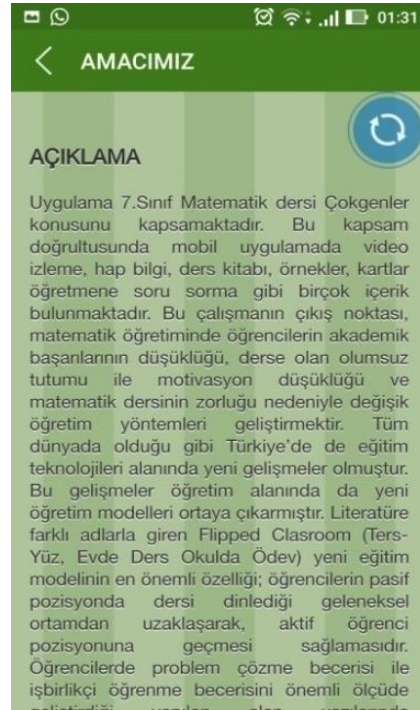 01:31
AMACIMIZ
AÇIKLAMA
Uygulama 7.Sınıf Matematik dersi Çokgenler
konusunu kapsamaktadır. Bu kapsam
doğrultusunda mobil uygulamada video
izleme, hap bilgi, ders kitabı, örnekler, kartlar
öğretmene soru sorma gibi birçok içerik
bulunmaktadır. Bu çalışmanın çıkış noktası,
matematik öğretiminde öğrencilerin akademik
başarılarının düşüklüğü, derse olan olumsuz
tutumu ile motivasyon düşüklüğü ve
matematik dersinin zorluğu nedeniyle değişik
öğretim yöntemleri geliştirmektir. Tüm
dünyada olduğu gibi Türkiye'de de eğitim
teknolojileri alanında yeni gelişmeler olmuştur.
Bu gelişmeler öğretim alanında da yeni
öğretim modelleri ortaya çıkarmıştır. Literatüre
farklı adlarla giren Flipped Clasroom (Ters-
Yüz, Evde Ders Okulda Ödev) yeni eğitim
modelinin en önemli özelliği; öğrencilerin pasif
pozisyonda dersi dinlediği geleneksel
ortamdan uzaklaşarak, aktif öğrenci
pozisyonuna geçmesi sağlamasıdır.
Öğrencilerde problem çözme becerisi ile
işbirlikçi öğrenme becerisini önemli ölçüde